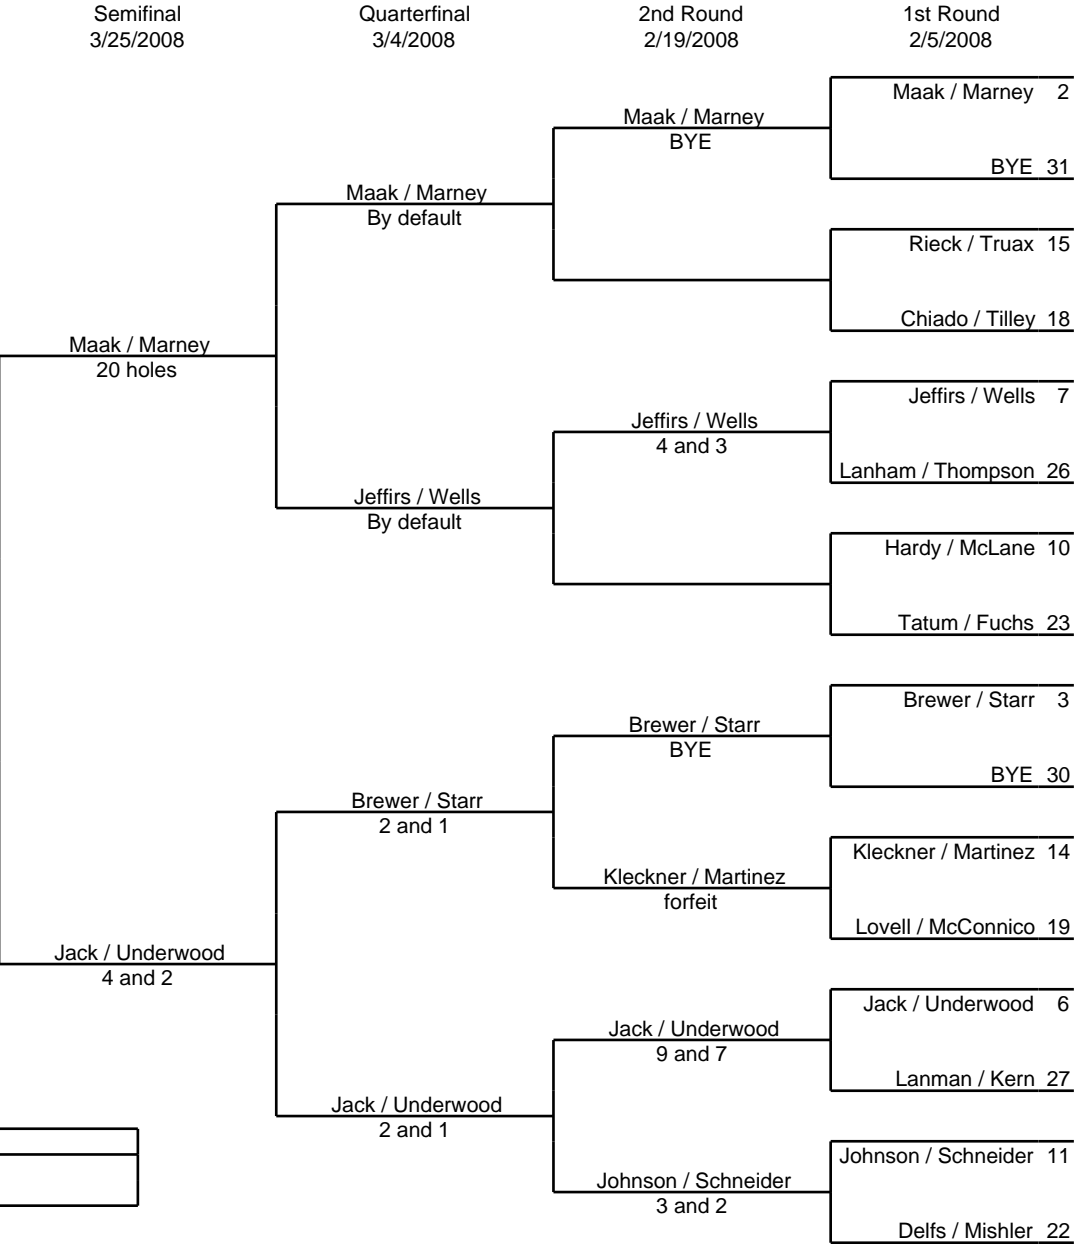 Semifinal
3/25/2008
Quarterfinal
3/4/2008
2nd Round
2/19/2008
1st Round
2/5/2008
Maak / Marney 2
Maak / Marney
BYE
BYE 31
Maak / Marney
By default
Rieck / Truax 15
Chiado / Tilley 18
Maak / Marney
20 holes
Jeffirs / Wells 7
Jeffirs / Wells
4 and 3
Lanham / Thompson 26
Jeffirs / Wells
By default
Hardy / McLane 10
Tatum / Fuchs 23
Brewer / Starr 3
Brewer / Starr
BYE
BYE 30
Brewer / Starr
2 and 1
Kleckner / Martinez 14
Kleckner / Martinez
forfeit
Lovell / McConnico 19
Jack / Underwood
4 and 2
Jack / Underwood 6
Jack / Underwood
9 and 7
Lanman / Kern 27
Jack / Underwood
2 and 1
Johnson / Schneider 11
Johnson / Schneider
3 and 2
Delfs / Mishler 22